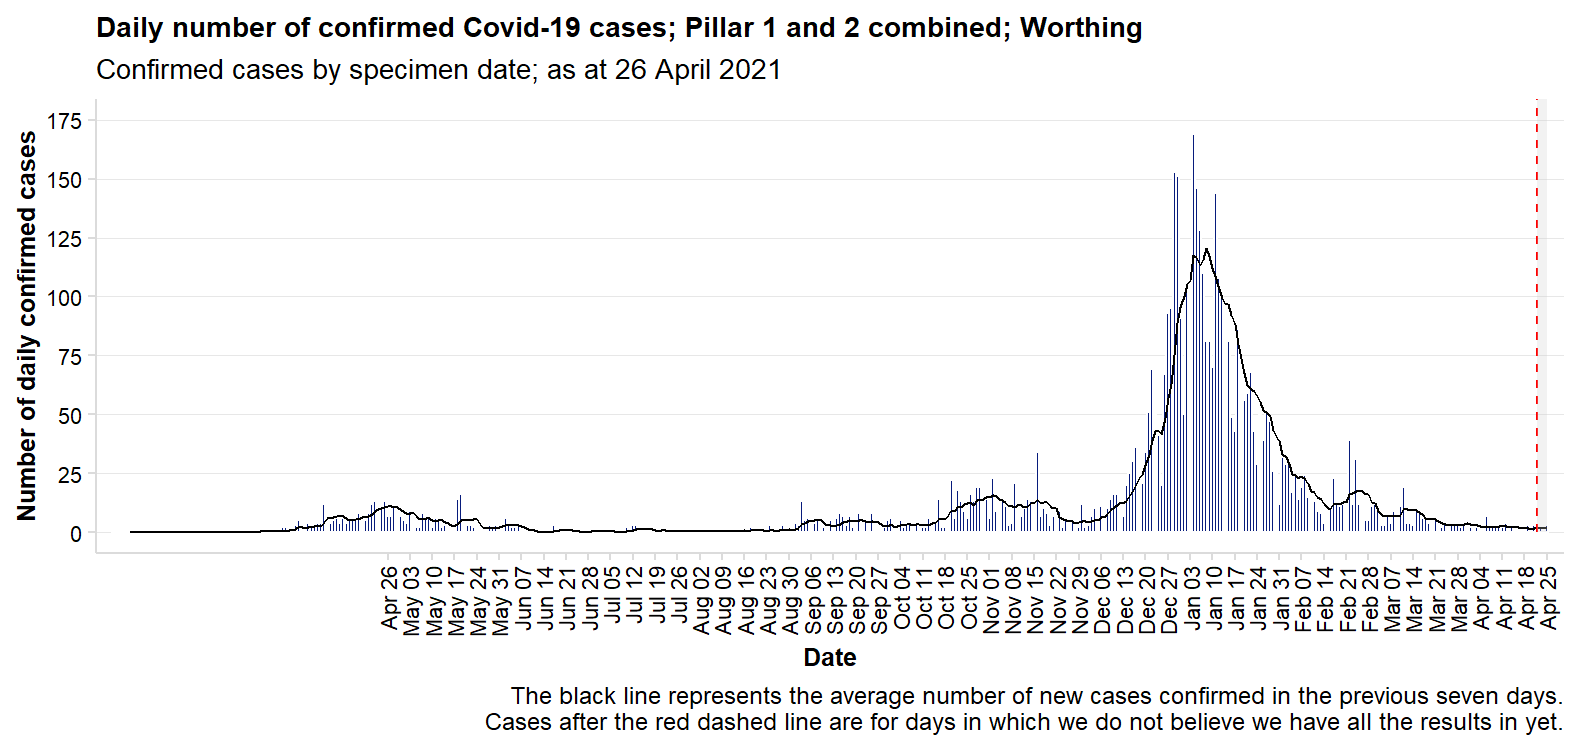 Daily number of confirmed Covid-19 cases; Pillar 1 and 2 combined; Worthing
Confirmed cases by specimen date; as at 26 April 2021
Number of daily confirmed cases
175
150
125
100
75
50
25
0
Apr 26
May 03
May 10
May 17
May 24
May 31
Jun 07
Jun 14
Jun 21
Jun 28
Jul 05
Jul 12
Jul 19
Jul 26
Aug 02
Aug 09
Aug 16
Aug 23
Aug 30
Sep 06
Sep 13
Sep 20
Sep 27
Oct 04
Oct 11
Oct 18
Oct 25
Nov 01
Nov 08
Nov 15
Nov 22
Nov 29
Dec 06
Dec 13
Dec 20
Dec 27
Jan 03
Jan 10
Jan 17
Jan 24
Jan 31
Feb 07
Feb 14
Feb 21
Feb 28
Mar 07
Mar 14
Mar 21
Mar 28
Apr 04
Apr 11
Apr 18
Apr 25
Date
The black line represents the average number of new cases confirmed in the previous seven days.
Cases after the red dashed line are for days in which we do not believe we have all the results in yet.